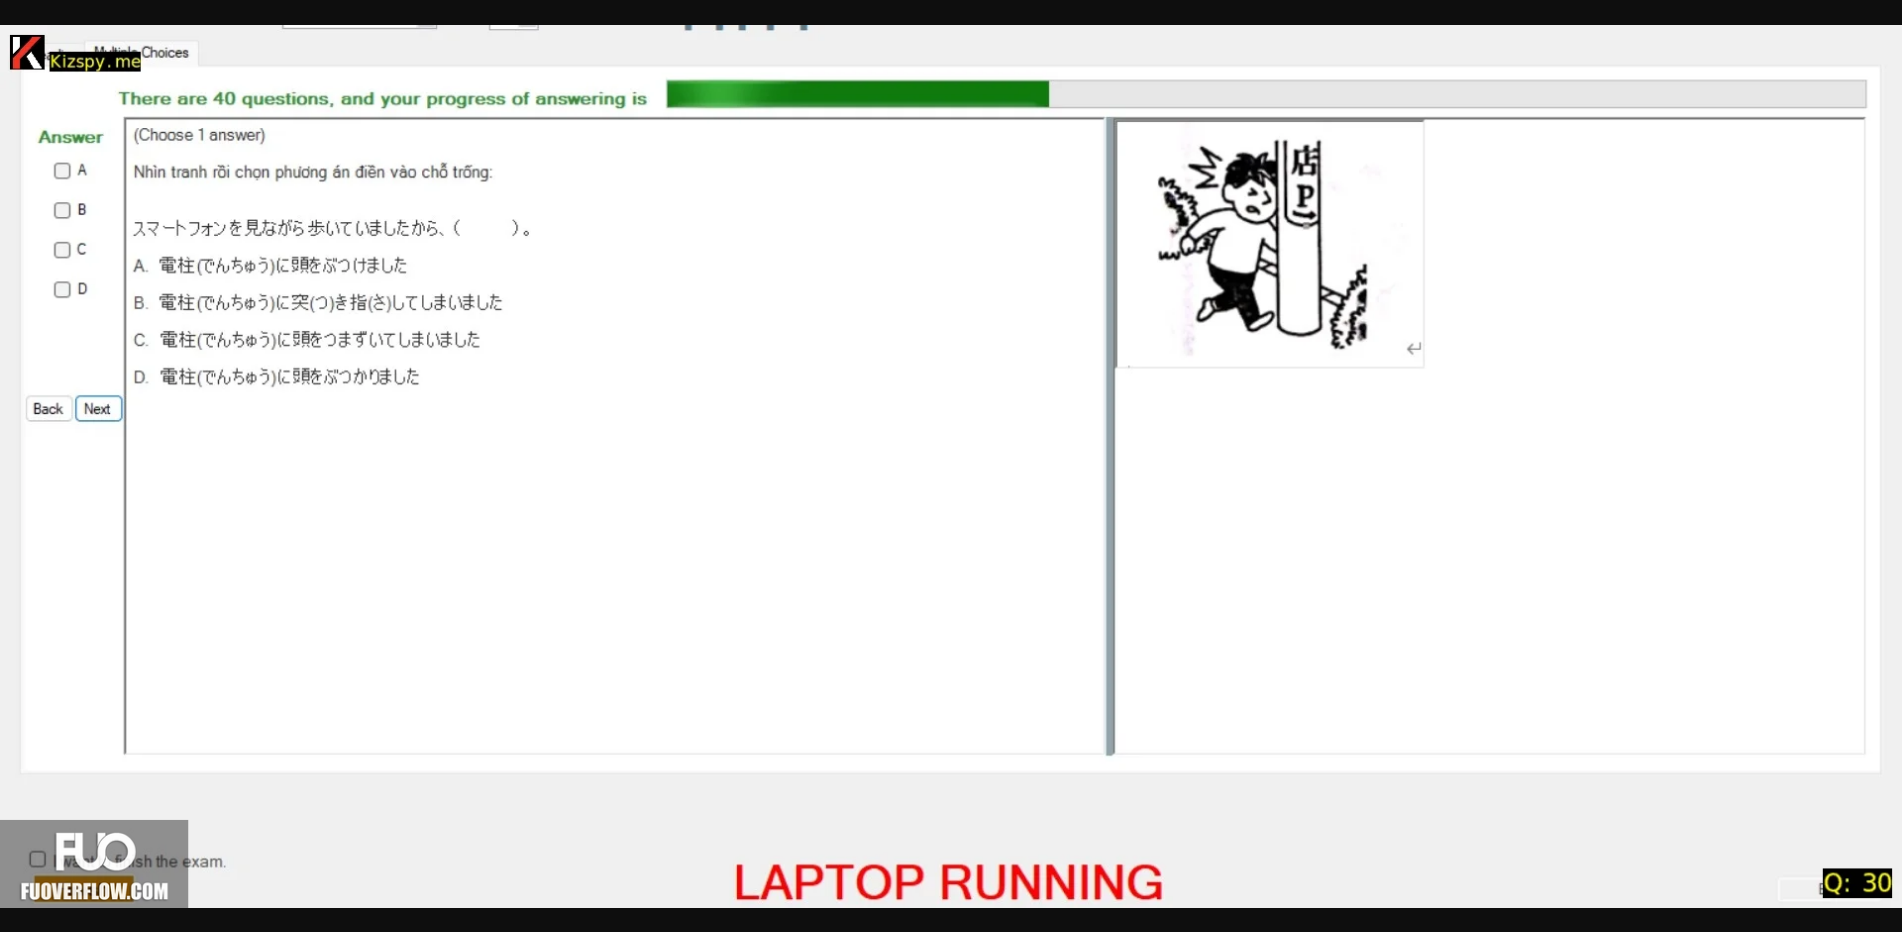 Kizspy.me
Multiple Choices
There are 40 questions, and your progress of answering is
Answer
A
B
C
D
Back Next
(Choose 1 answer)
Nhìn tranh rồi chọn phương án điền vào chỗ trống:
スマートフォンを見ながら歩いていましたから、(　　　)。
A. 電柱(でんちゅう)に頭をぶつけました
B. 電柱(でんちゅう)に突(つ)き指(さ)してしまいました
C. 電柱(でんちゅう)に頭をつまずいてしまいました
D. 電柱(でんちゅう)に頭をぶつかりました
店
P
FUO
finish the exam.
FUOVERFLOW.COM
LAPTOP RUNNING
Q: 30